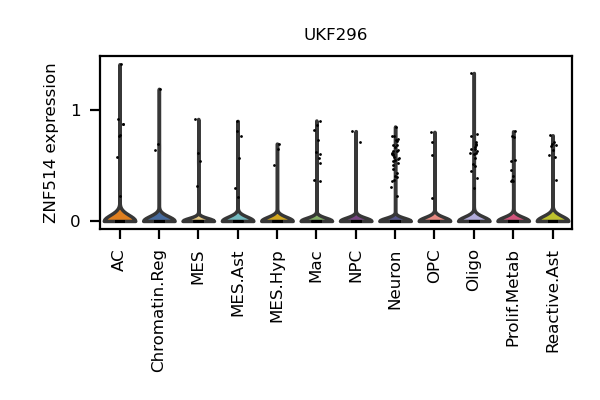 UKF296
ZNF514 expression
1
0
AC
Chromatin.Reg
MES
MES.Ast
MES.Hyp
Mac
NPC
Neuron
OPC
Oligo
Prolif.Metab
Reactive.Ast